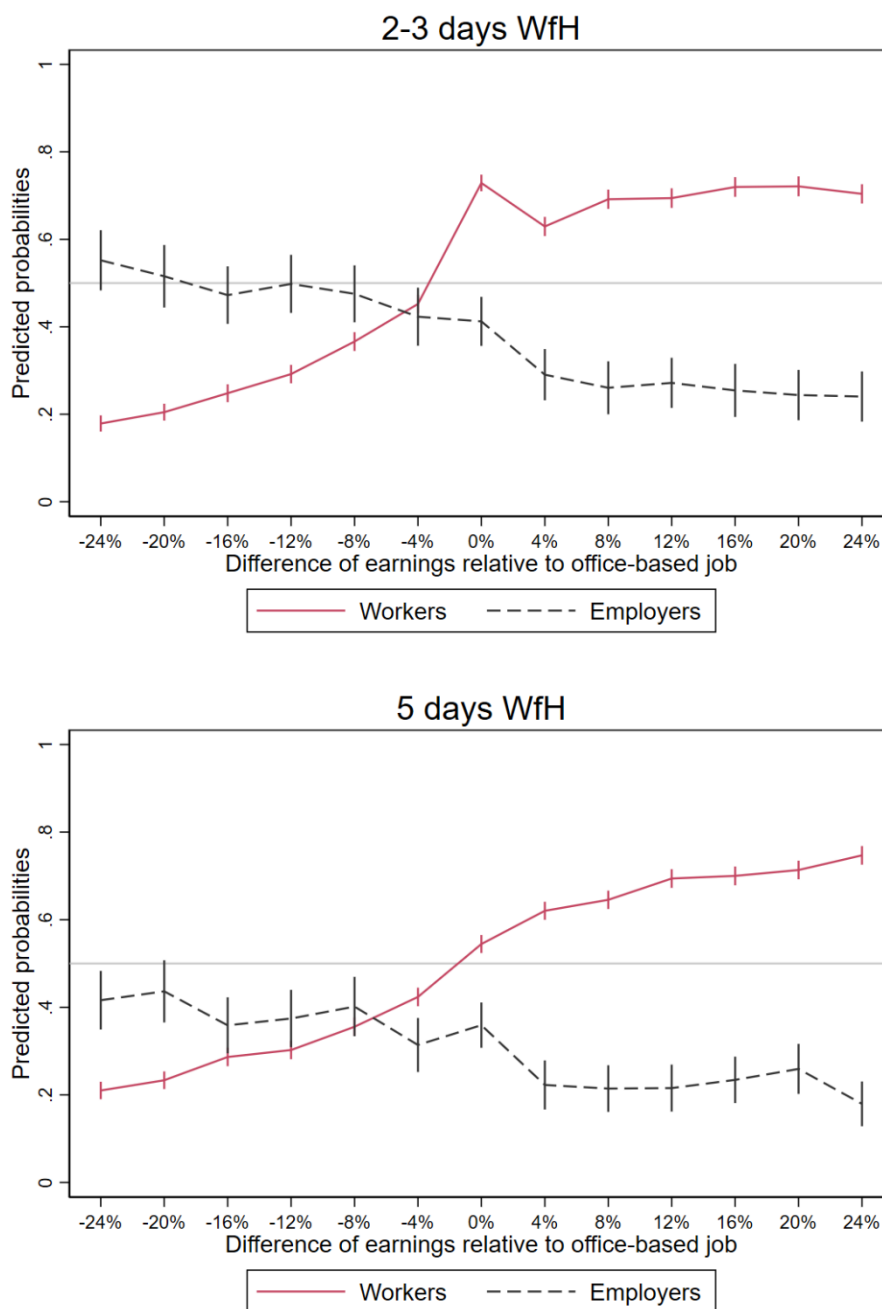 2-3 days WfH
Predicted probabilities
1
.8
.6
.4
.2
0
-24% -20% -16% -12% -8% -4% 0% 4% 8% 12% 16% 20% 24%
Difference of earnings relative to office-based job
Workers Employers
5 days WfH
Predicted probabilities
1
.8
.6
.4
.2
0
-24% -20% -16% -12% -8% -4% 0% 4% 8% 12% 16% 20% 24%
Difference of earnings relative to office-based job
Workers Employers